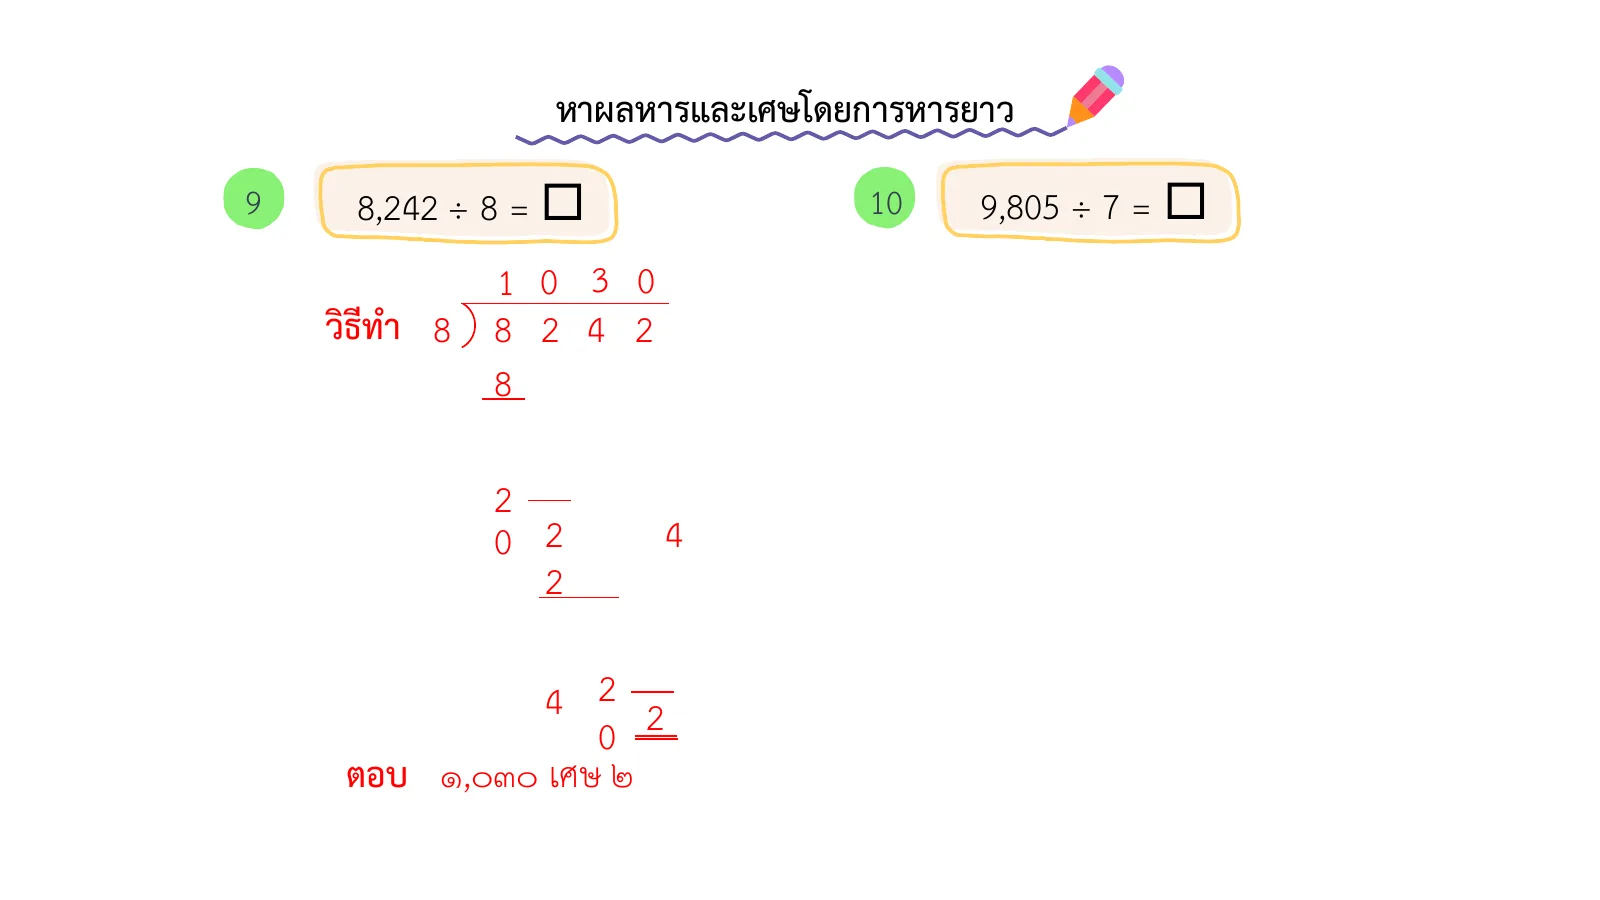 หาผลหารและเศษโดยการหารยาว
9
8,242 ÷ 8 = □
10
9,805 ÷ 7 = □
1 0 3 0
วิธีทำ 8 ) 8 2 4 2
8
2
0 2 4
2
4 2
0 2
ตอบ ๑,๐๓๐ เศษ ๒